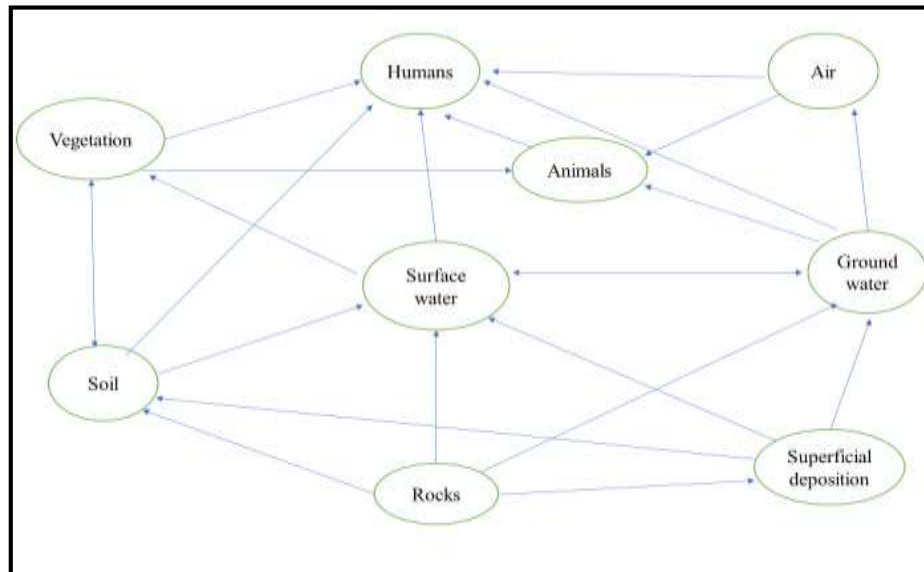 Humans
Air
Vegetation
Animals
Surface
water
Ground
water
Soil
Superficial
deposition
Rocks